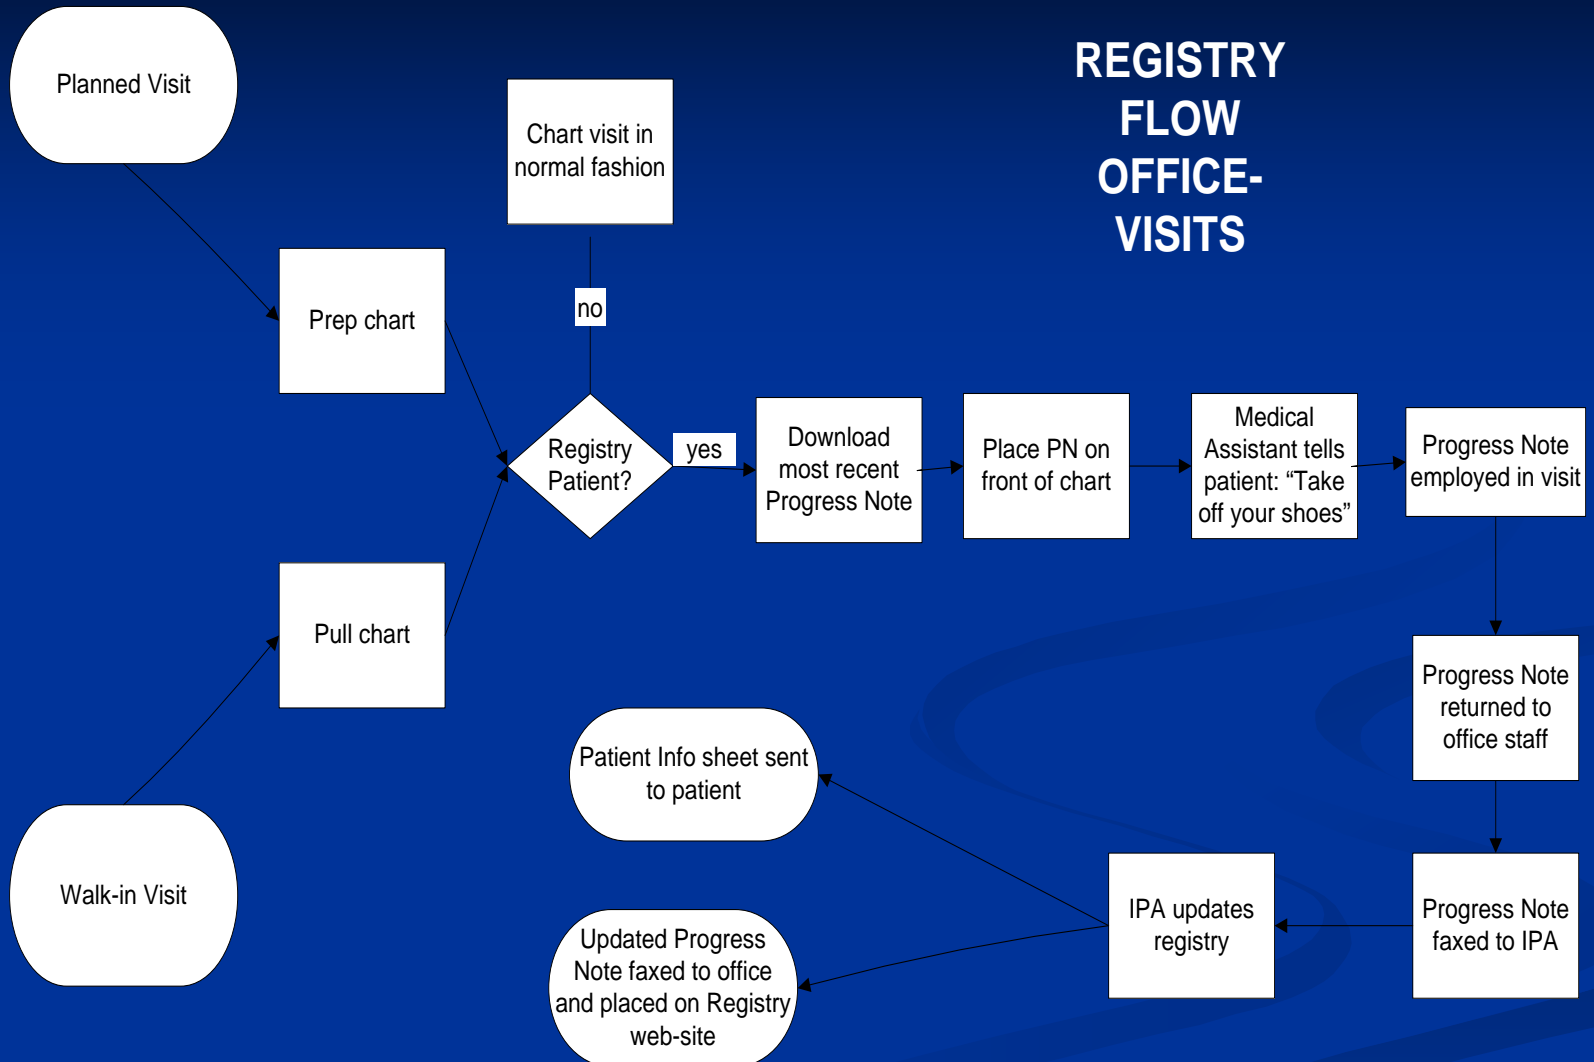 REGISTRY
FLOW
OFFICE-
VISITS
Planned Visit
Chart visit in
normal fashion
Prep chart
no
Registry
Patient?
yes
Download
most recent
Progress Note
Place PN on
front of chart
Medical
Assistant tells
patient: “Take
off your shoes”
Progress Note
employed in visit
Pull chart
Walk-in Visit
Progress Note
returned to
office staff
Progress Note
faxed to IPA
IPA updates
registry
Patient Info sheet sent
to patient
Updated Progress
Note faxed to office
and placed on Registry
web-site